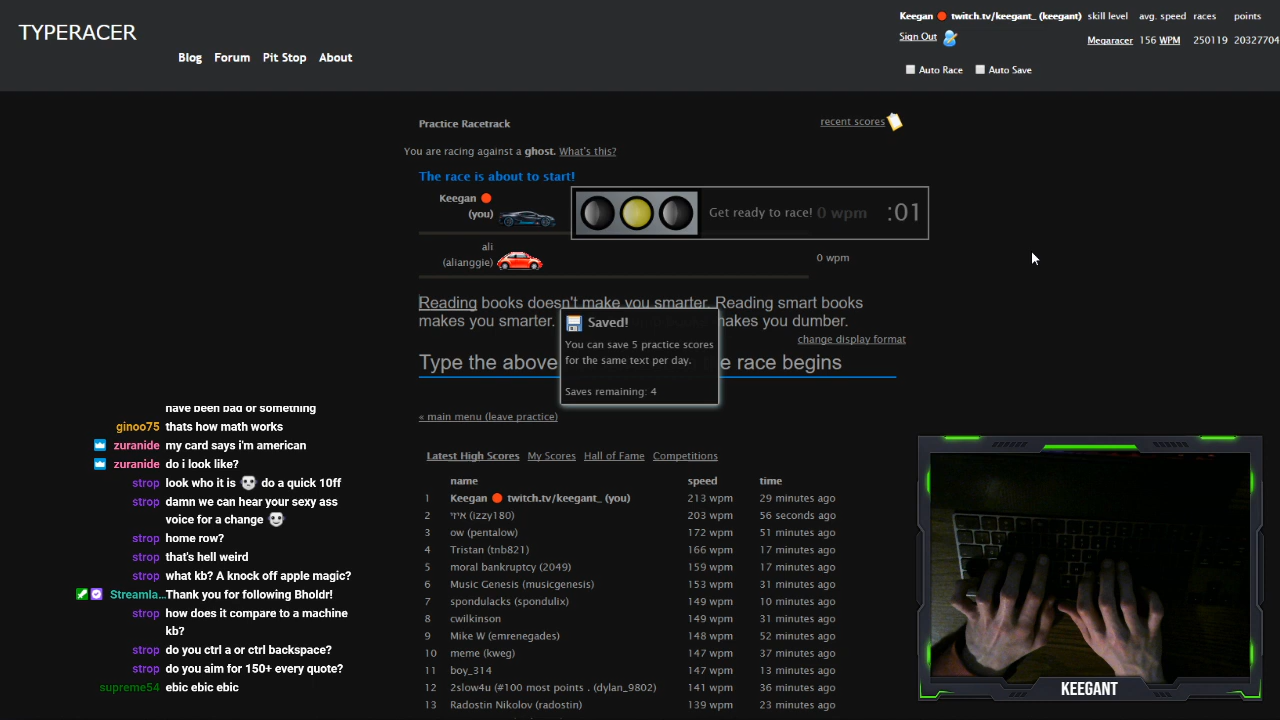 TYPERACER
Blog Forum Pit Stop About
Keegan twitch.tv/keegant_ (keegant) skill level avg. speed races points
Sign Out Megaracer 156 WPM 250119 20327704
Auto Race Auto Save
Practice Racetrack
recent scores
You are racing against a ghost. What's this?
The race is about to start!
Keegan
(you)
Get ready to race! 0 wpm :01
ali
(alianggie)
0 wpm
Reading books doesn't make you smarter. Reading smart books
makes you smarter. makes you dumber.
change display format
Type the above the race begins
Saved!
You can save 5 practice scores
for the same text per day.
Saves remaining: 4
« main menu (leave practice)
Latest High Scores My Scores Hall of Fame Competitions
name speed time
1 Keegan twitch.tv/keegant_ (you) 213 wpm 29 minutes ago
2 איזי (izzy180) 203 wpm 56 seconds ago
3 ow (pentalow) 172 wpm 51 minutes ago
4 Tristan (tnb821) 166 wpm 17 minutes ago
5 moral bankruptcy (2049) 159 wpm 17 minutes ago
6 Music Genesis (musicgenesis) 153 wpm 31 minutes ago
7 spondulacks (spondulix) 149 wpm 10 minutes ago
8 cwilkinson 149 wpm 31 minutes ago
9 Mike W (emrenegades) 148 wpm 52 minutes ago
10 meme (kweg) 147 wpm 37 minutes ago
11 boy_314 147 wpm 13 minutes ago
12 2slow4u (#100 most points . (dylan_9802) 141 wpm 36 minutes ago
13 Radostin Nikolov (radostin) 139 wpm 23 minutes ago
have been bad or something
ginoo75 thats how math works
zuranide my card says i'm american
zuranide do i look like?
strop look who it is do a quick 10ff
strop damn we can hear your sexy ass
voice for a change
strop home row?
strop that's hell weird
strop what kb? A knock off apple magic?
Streamla... Thank you for following Bholdr!
strop how does it compare to a machine
kb?
strop do you ctrl a or ctrl backspace?
strop do you aim for 150+ every quote?
supreme54 ebic ebic ebic
KEEGANT